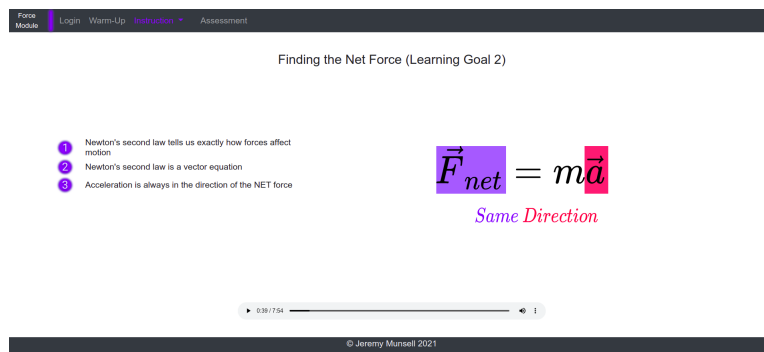 Force
Module
Login Warm-Up Instruction Assessment
Finding the Net Force (Learning Goal 2)
1 Newton's second law tells us exactly how forces affect
motion
2 Newton's second law is a vector equation
3 Acceleration is always in the direction of the NET force
F⃗_net = ma⃗
Same Direction
0:39 / 7:54
© Jeremy Munsell 2021